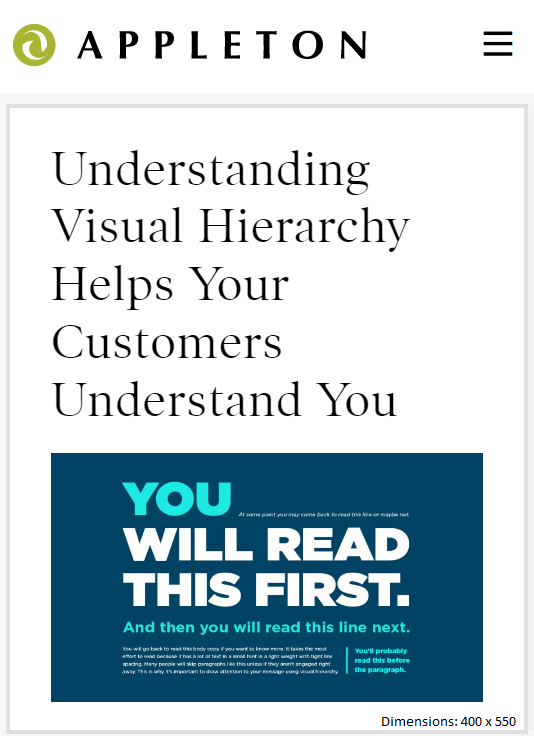 APPLETON
Understanding
Visual Hierarchy
Helps Your
Customers
Understand You
YOU
At some point you may come back to read this line or maybe not.
WILL READ
THIS FIRST.
And then you will read this line next.
You will go back to read this body copy if you want to know more. It takes the most
effort to read because it has a lot of text in a small font in a light weight with tight line
spacing. Many people will skip paragraphs like this unless if they aren't engaged right
away. This is why it's important to draw attention to your message using visual hierarchy.
You'll probably
read this before
the paragraph.
Dimensions: 400 x 550